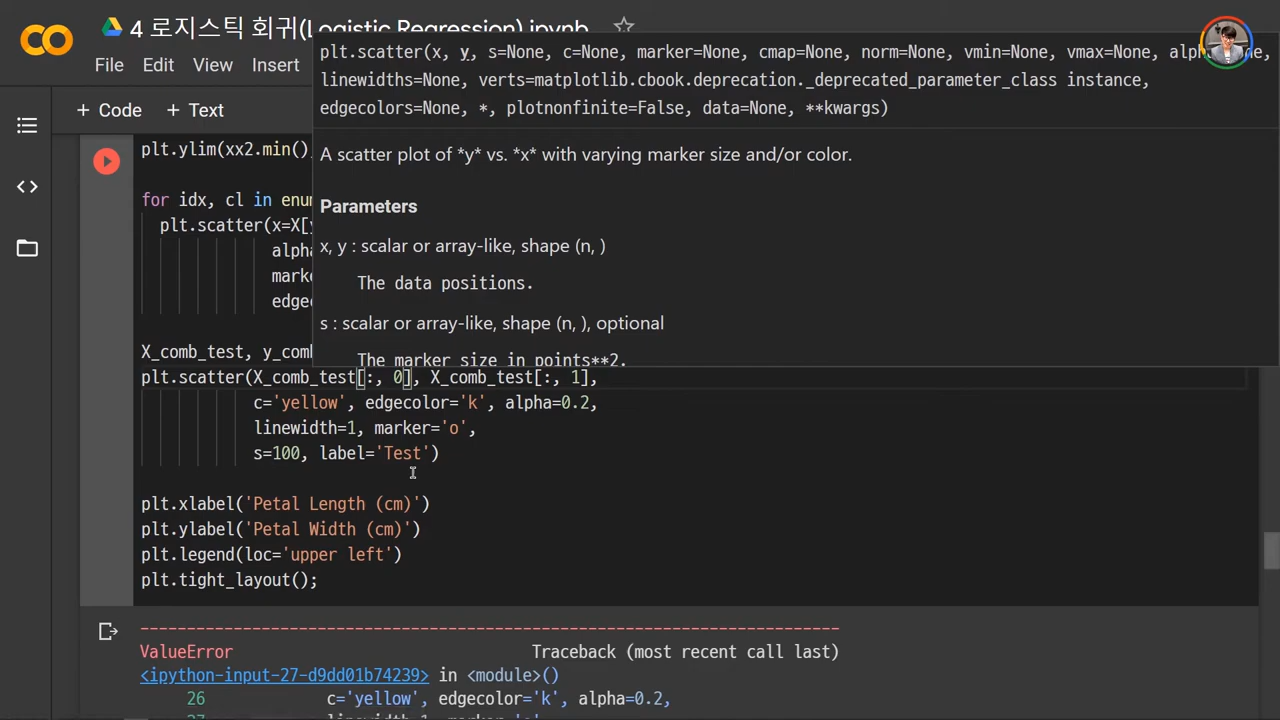 4 로지스틱 회귀(Logistic Regression).ipynb
File Edit View Insert
+ Code + Text
plt.scatter(x, y, s=None, c=None, marker=None, cmap=None, norm=None, vmin=None, vmax=None,
linewidths=None, verts=matplotlib.cbook.deprecation._deprecated_parameter_class instance,
edgecolors=None, *, plotnonfinite=False, data=None, **kwargs)
A scatter plot of *y* vs. *x* with varying marker size and/or color.
Parameters
x, y : scalar or array-like, shape (n, )
The data positions.
s : scalar or array-like, shape (n, ), optional
The marker size in points**2.
plt.ylim(xx2.min()
for idx, cl in
plt.scatter(x=X[
X_comb_test,
plt.scatter(X_comb_test[:, 0], X_comb_test[:, 1],
c='yellow', edgecolor='k', alpha=0.2,
linewidth=1, marker='o',
s=100, label='Test')
plt.xlabel('Petal Length (cm)')
plt.ylabel('Petal Width (cm)')
plt.legend(loc='upper left')
plt.tight_layout();
ValueError Traceback (most recent call last)
<ipython-input-27-d9dd01b74239> in <module>()
26 c='yellow', edgecolor='k', alpha=0.2,